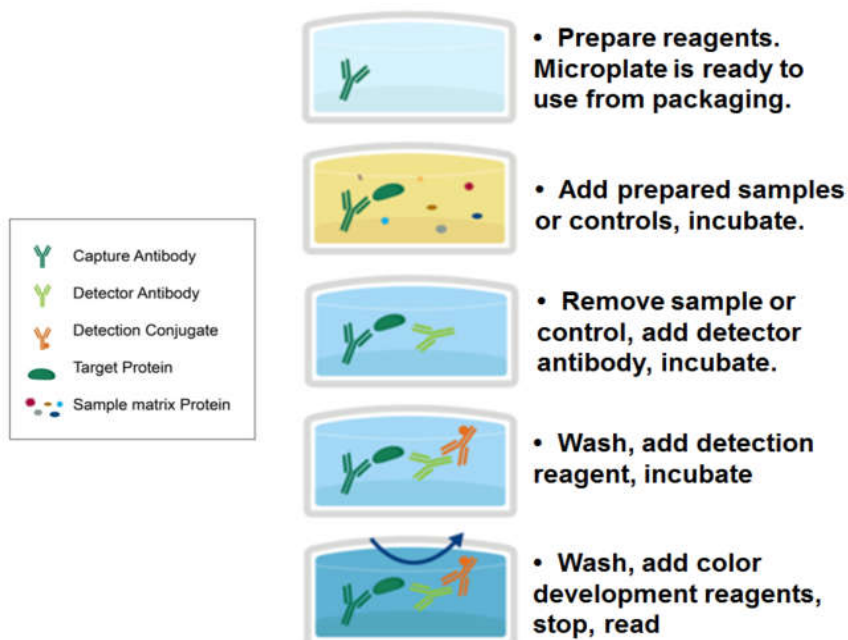 • Prepare reagents.
Microplate is ready to
use from packaging.
• Add prepared samples
or controls, incubate.
Capture Antibody
Detector Antibody
Detection Conjugate
Target Protein
Sample matrix Protein
• Remove sample or
control, add detector
antibody, incubate.
• Wash, add detection
reagent, incubate
• Wash, add color
development reagents,
stop, read